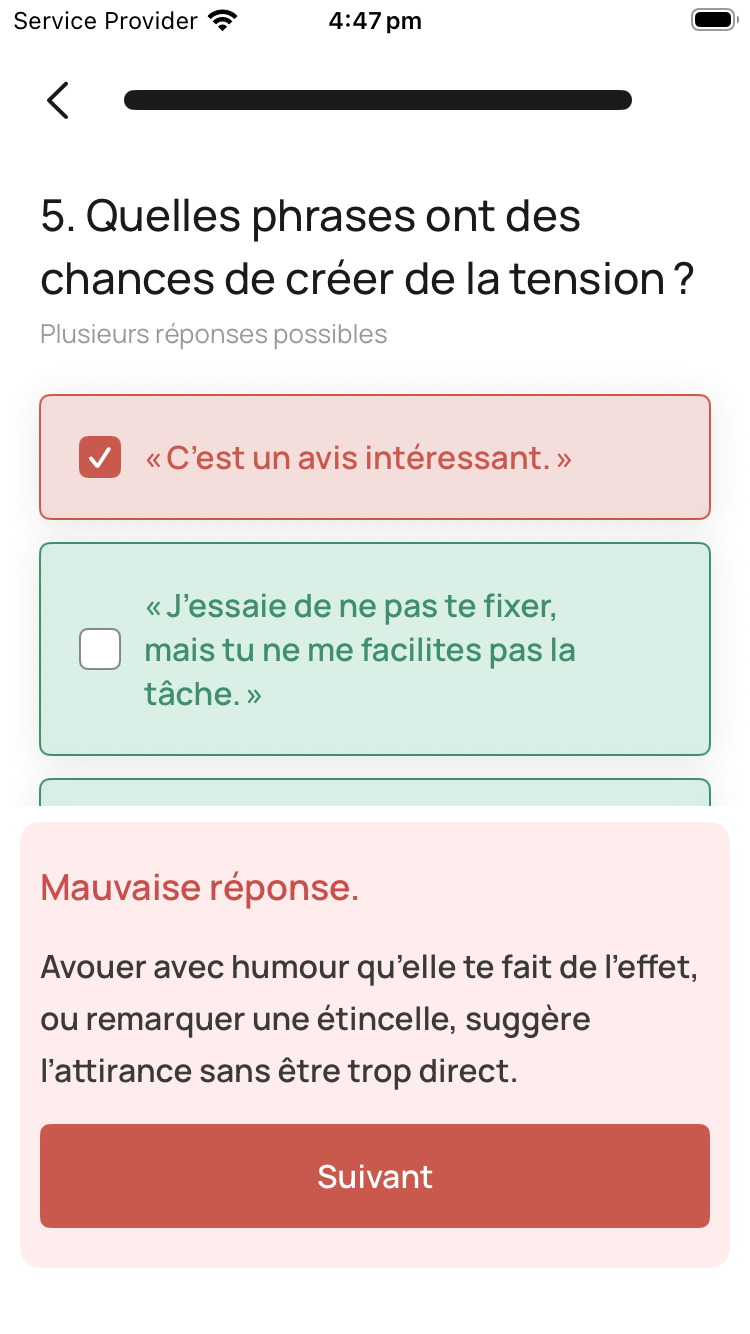 Service Provider 4:47 pm
5. Quelles phrases ont des
chances de créer de la tension ?
Plusieurs réponses possibles
« C’est un avis intéressant. »
« J’essaie de ne pas te fixer,
mais tu ne me facilites pas la
tâche. »
Mauvaise réponse.
Avouer avec humour qu’elle te fait de l’effet,
ou remarquer une étincelle, suggère
l’attirance sans être trop direct.
Suivant